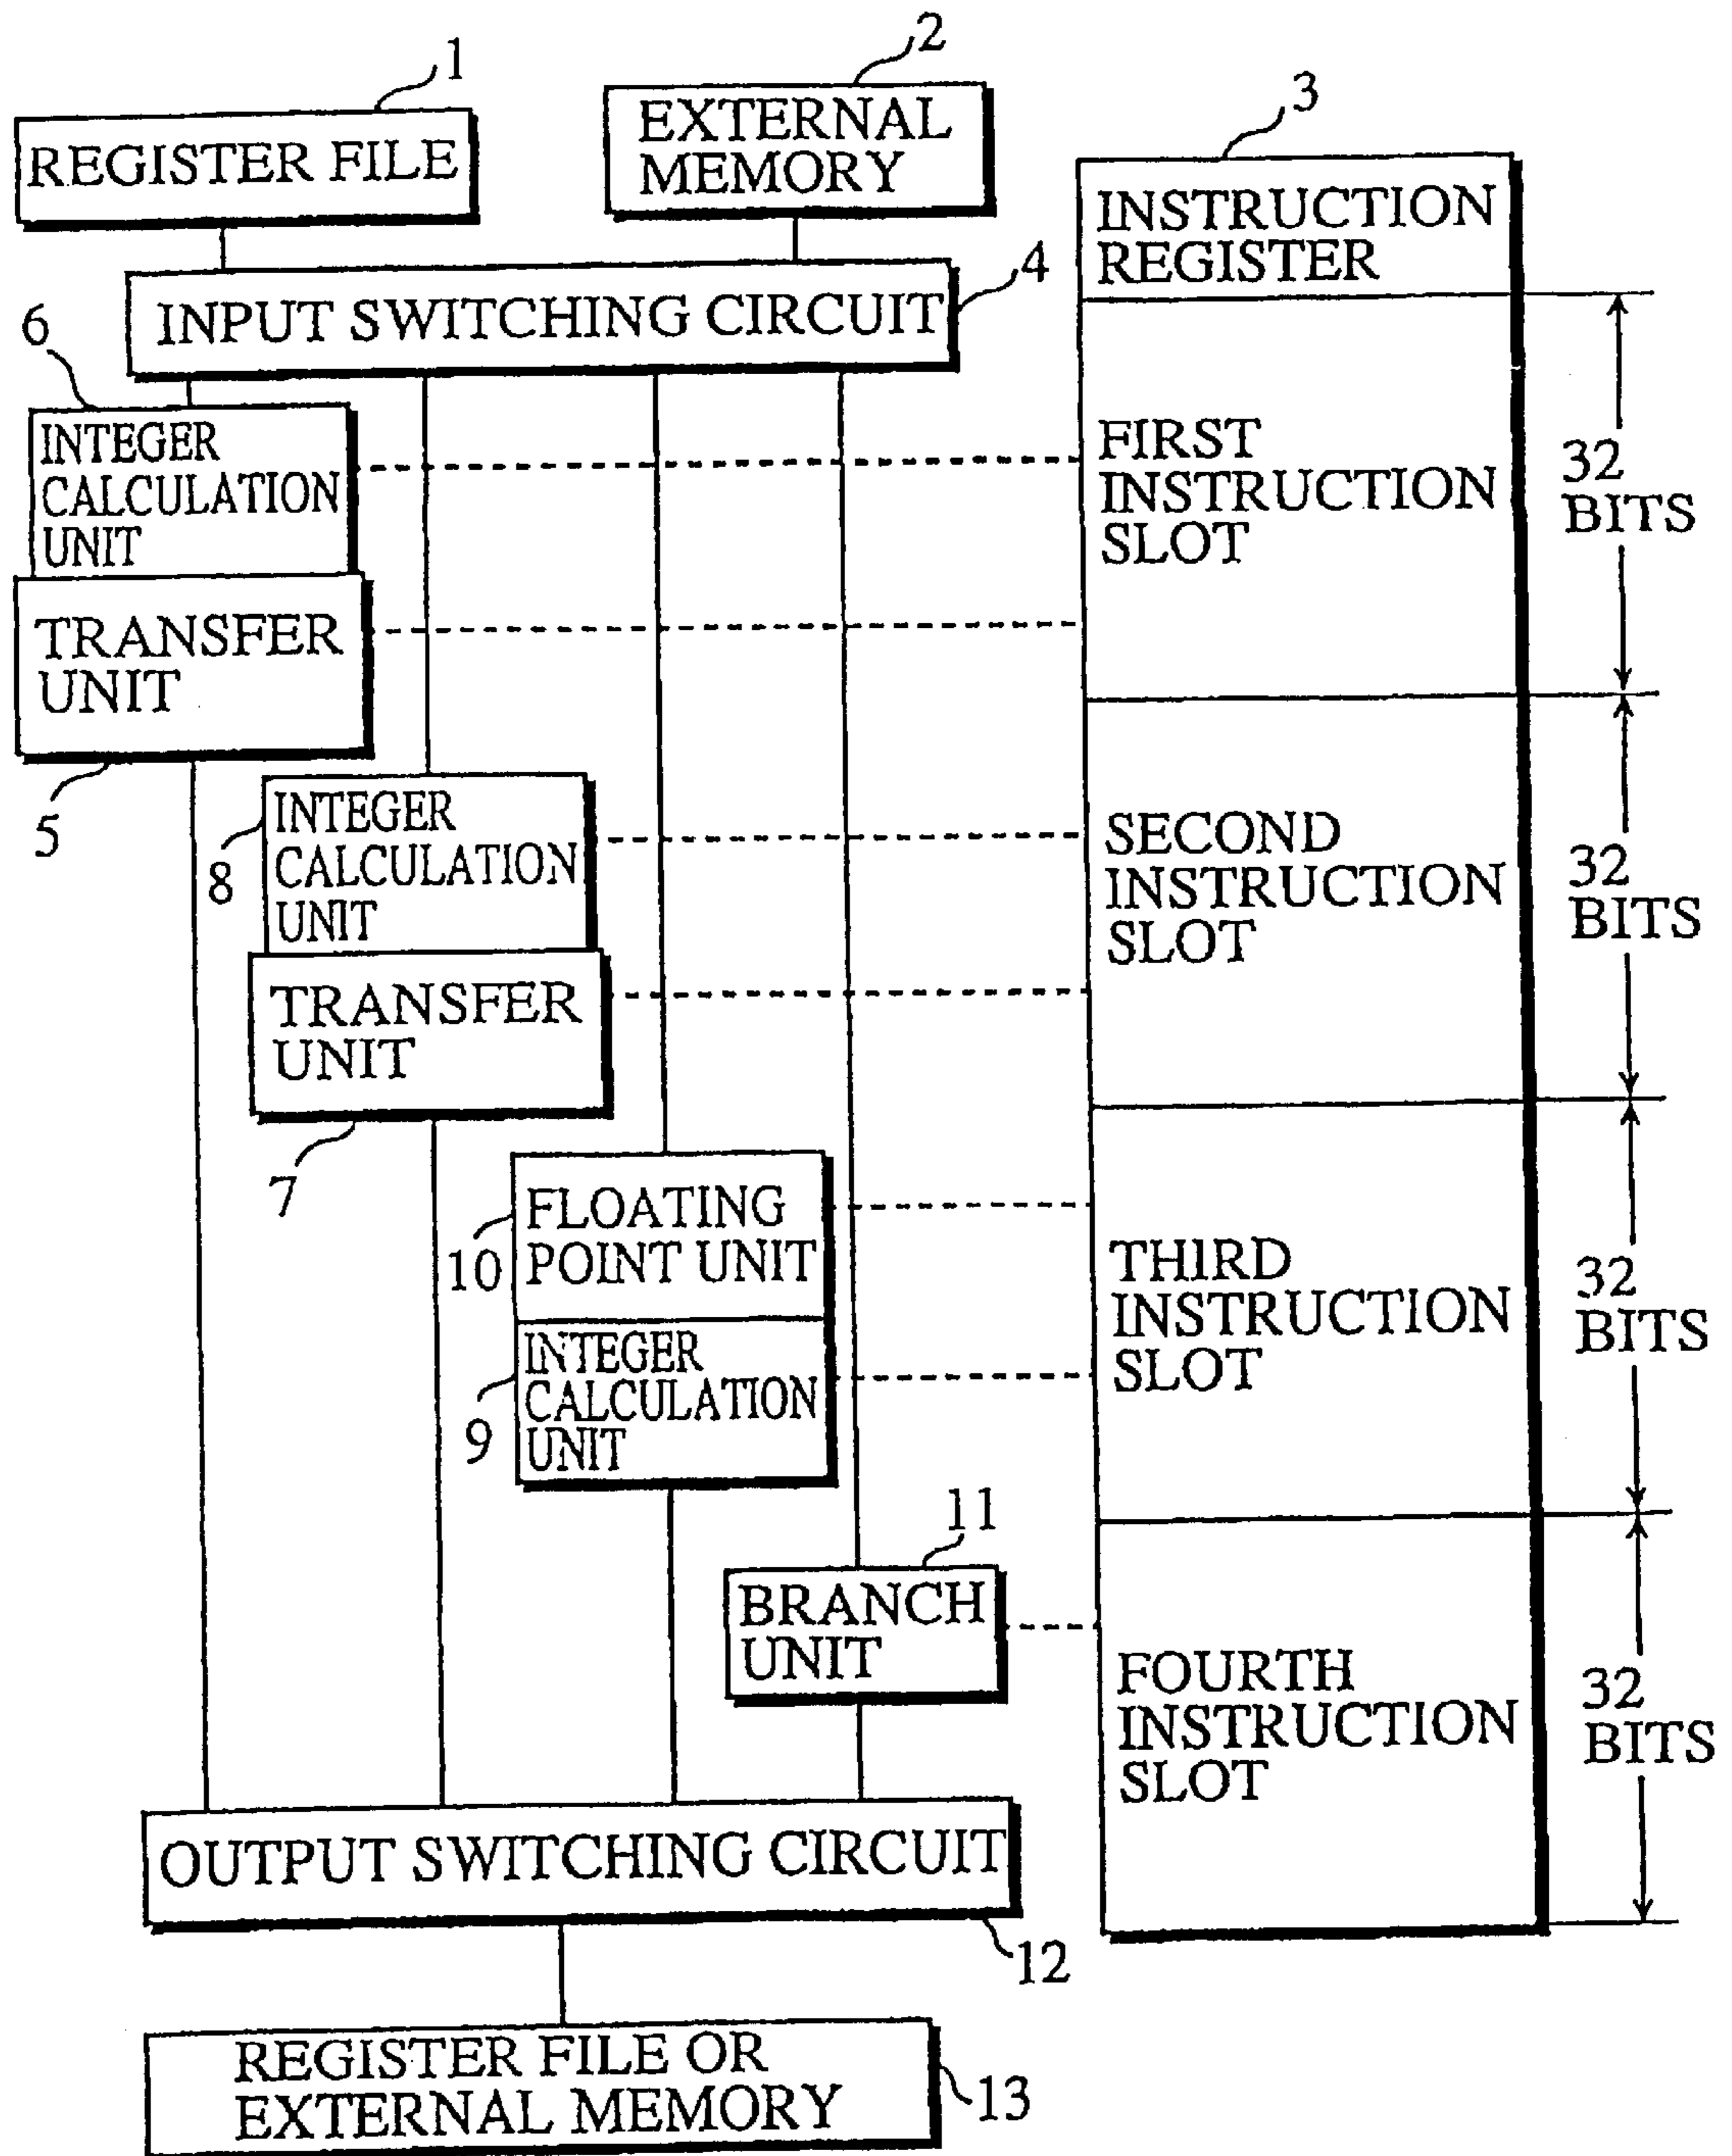 1
2
3
REGISTER FILE
EXTERNAL
MEMORY
INSTRUCTION
REGISTER
4
INPUT SWITCHING CIRCUIT
6
INTEGER
CALCULATION
UNIT
FIRST
INSTRUCTION
SLOT
32
BITS
TRANSFER
UNIT
5
8
INTEGER
CALCULATION
UNIT
SECOND
INSTRUCTION
SLOT
32
BITS
TRANSFER
UNIT
7
10
FLOATING
POINT UNIT
THIRD
INSTRUCTION
SLOT
32
BITS
9
INTEGER
CALCULATION
UNIT
11
BRANCH
UNIT
FOURTH
INSTRUCTION
SLOT
32
BITS
OUTPUT SWITCHING CIRCUIT
12
REGISTER FILE OR
EXTERNAL MEMORY
13